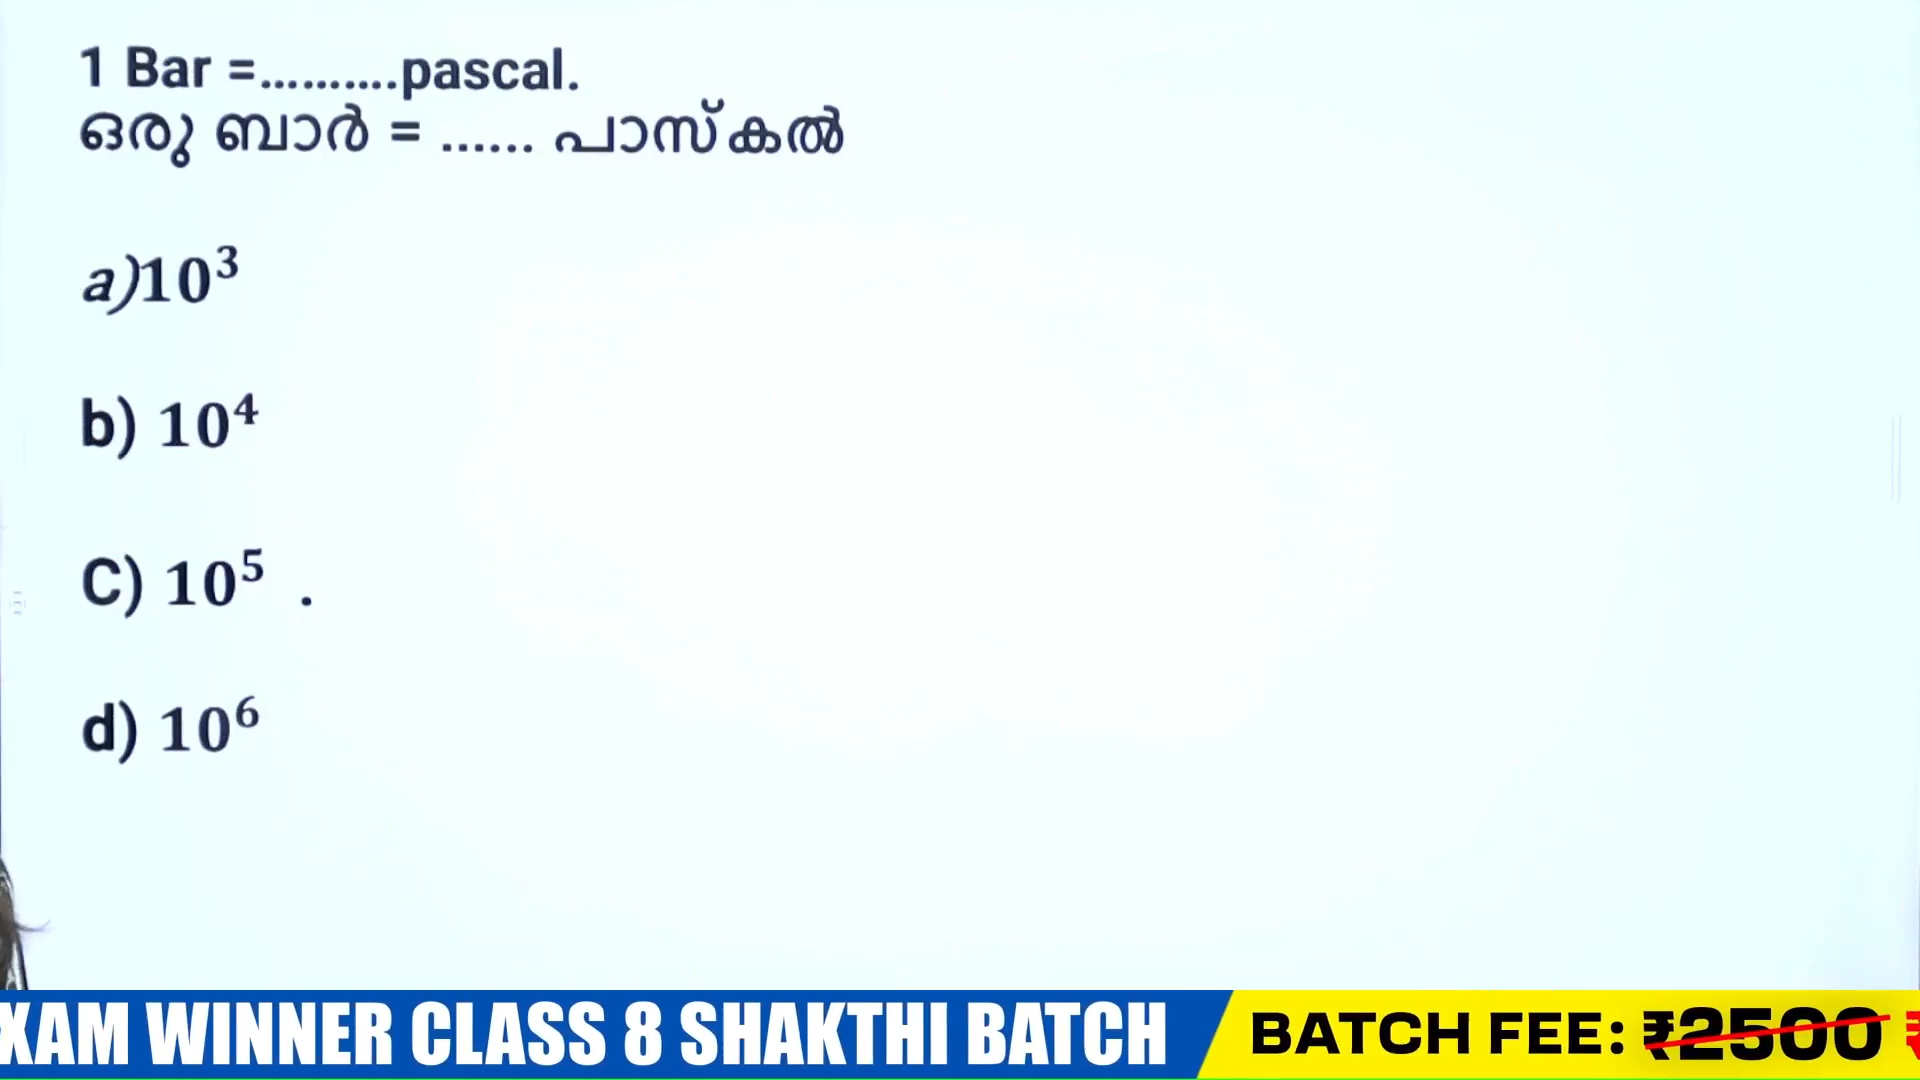 1 Bar =..........pascal.
ഒരു ബാർ = ...... പാസ്കൽ
a)10³
b) 10⁴
C) 10⁵ .
d) 10⁶
XAM WINNER CLASS 8 SHAKTHI BATCH
BATCH FEE: ₹2500 ₹